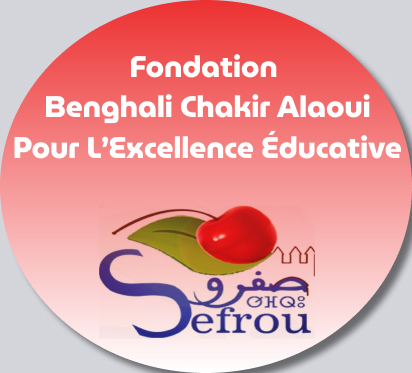 Fondation
Benghali Chakir Alaoui
Pour L'Excellence Éducative
صفرو
ⵚⴼⵕⵓ
Sefrou